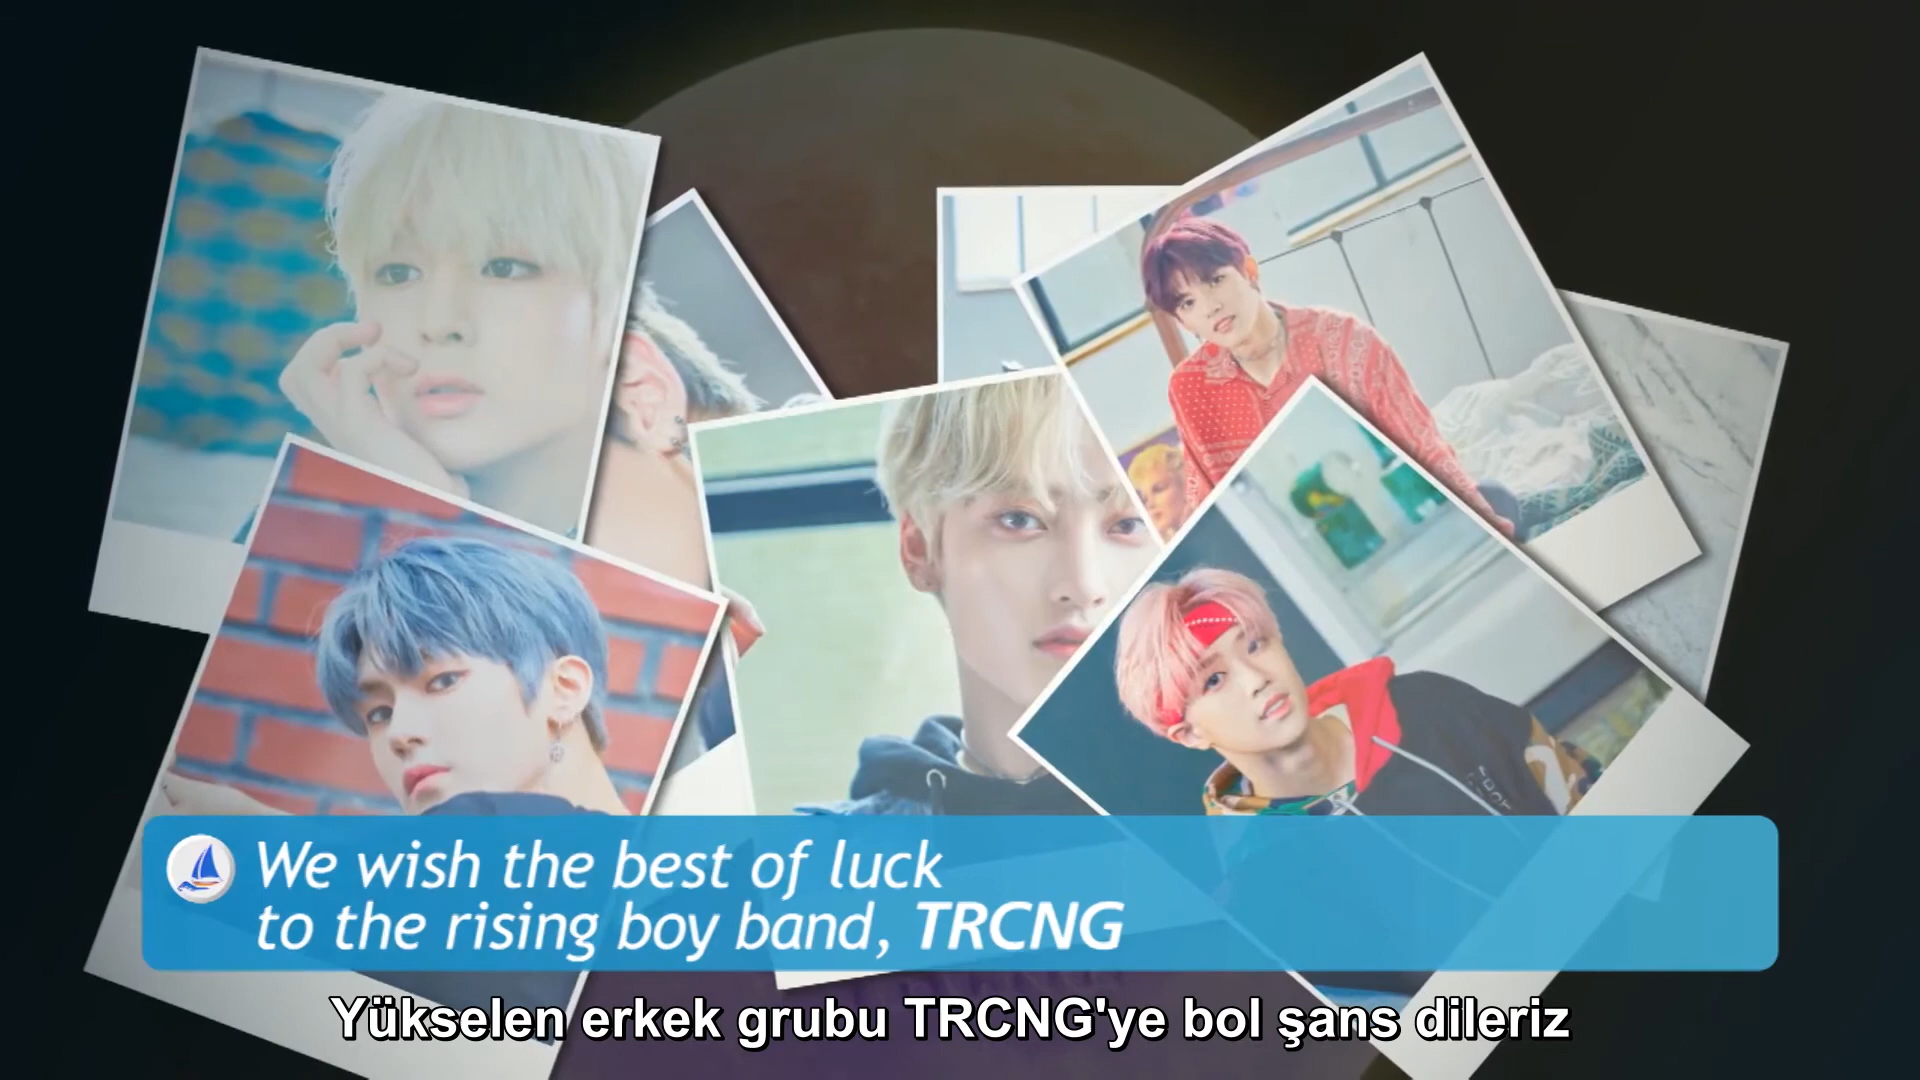 We wish the best of luck
to the rising boy band, TRCNG
Yükselen erkek grubu TRCNG'ye bol şans dileriz